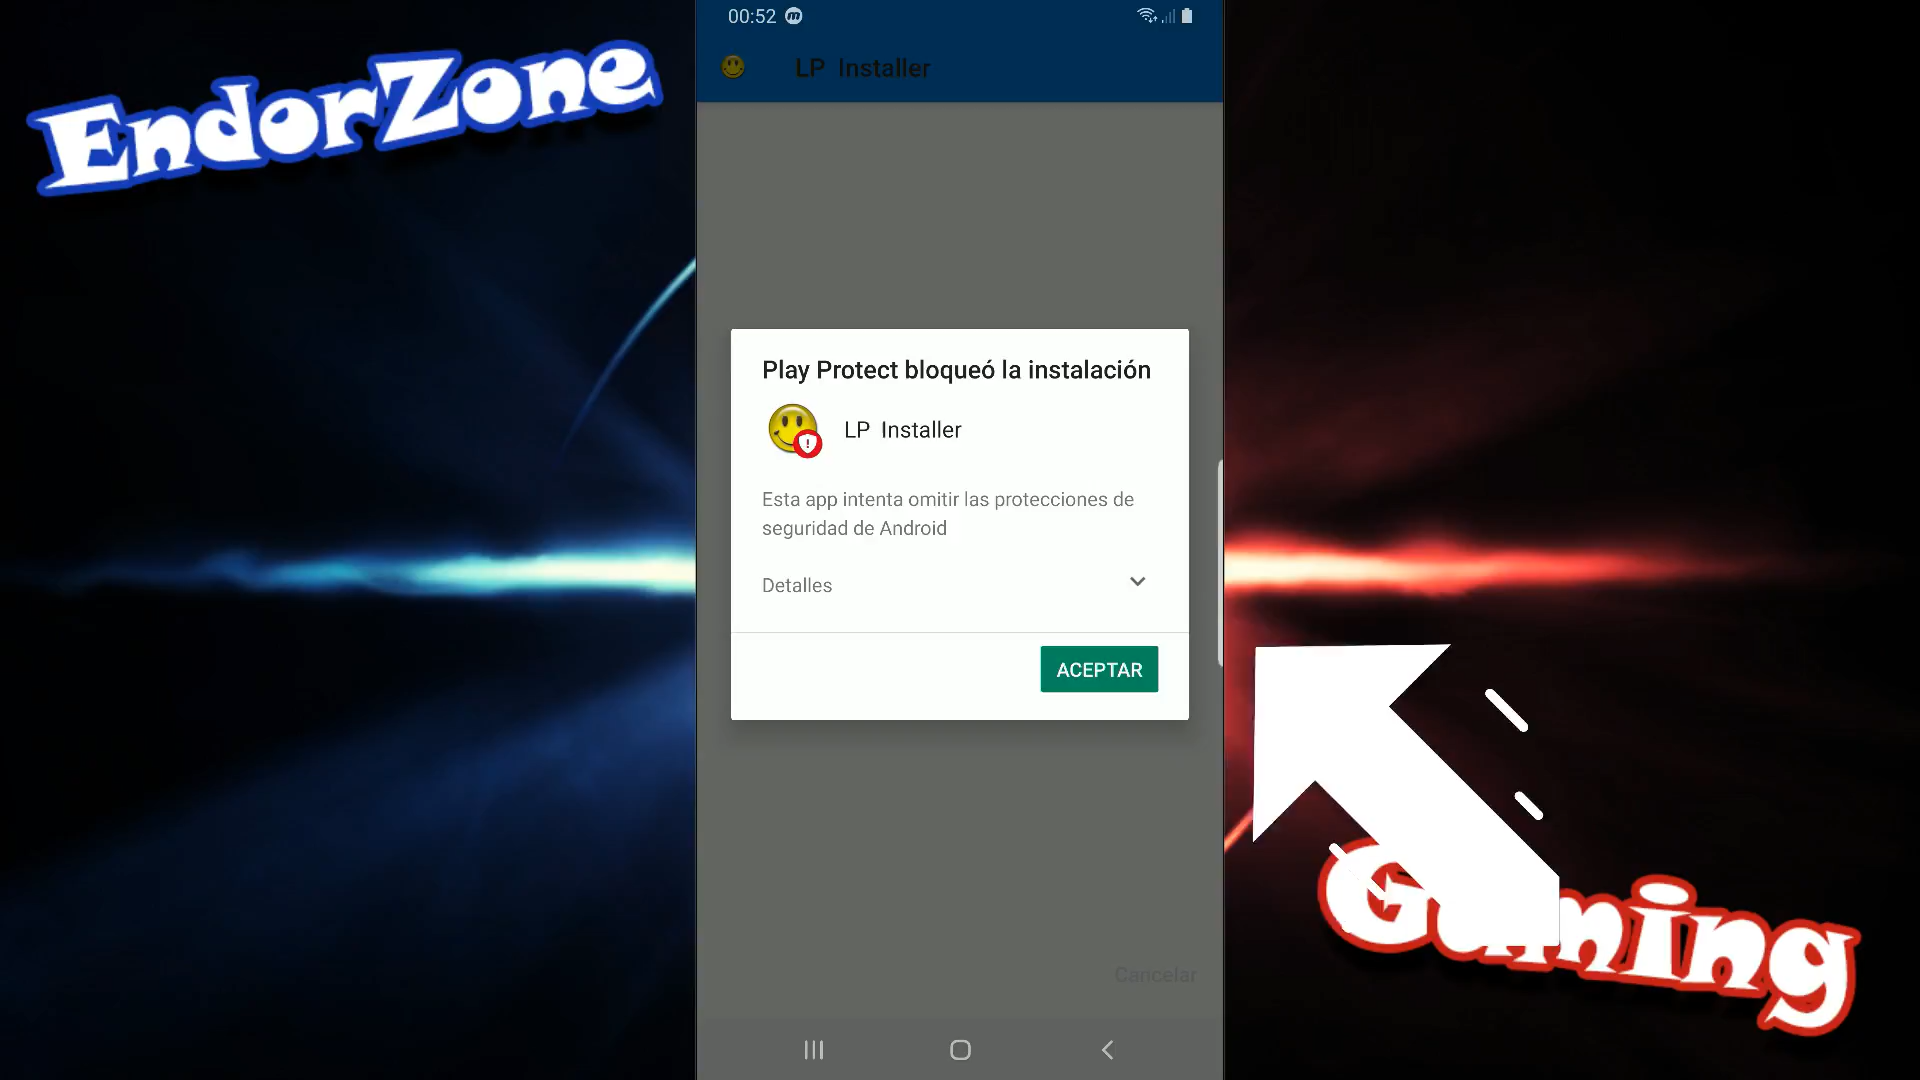 EndorZone
00:52
LP Installer
Play Protect bloqueó la instalación
LP Installer
Esta app intenta omitir las protecciones de
seguridad de Android
Detalles
ACEPTAR
Cancelar
Gaming